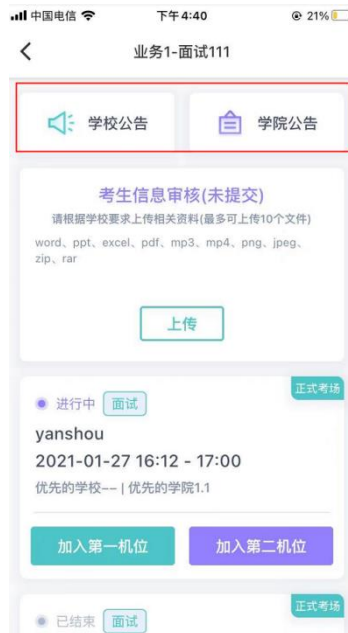 中国电信 下午4:40 21%
业务1-面试111
学校公告 学院公告
考生信息审核(未提交)
请根据学校要求上传相关资料(最多可上传10个文件)
word、ppt、excel、pdf、mp3、mp4、png、jpeg、
zip、rar
上传
正式考场
进行中 面试
yanshou
2021-01-27 16:12 - 17:00
优先的学校—— | 优先的学院1.1
加入第一机位 加入第二机位
正式考场
已结束 面试